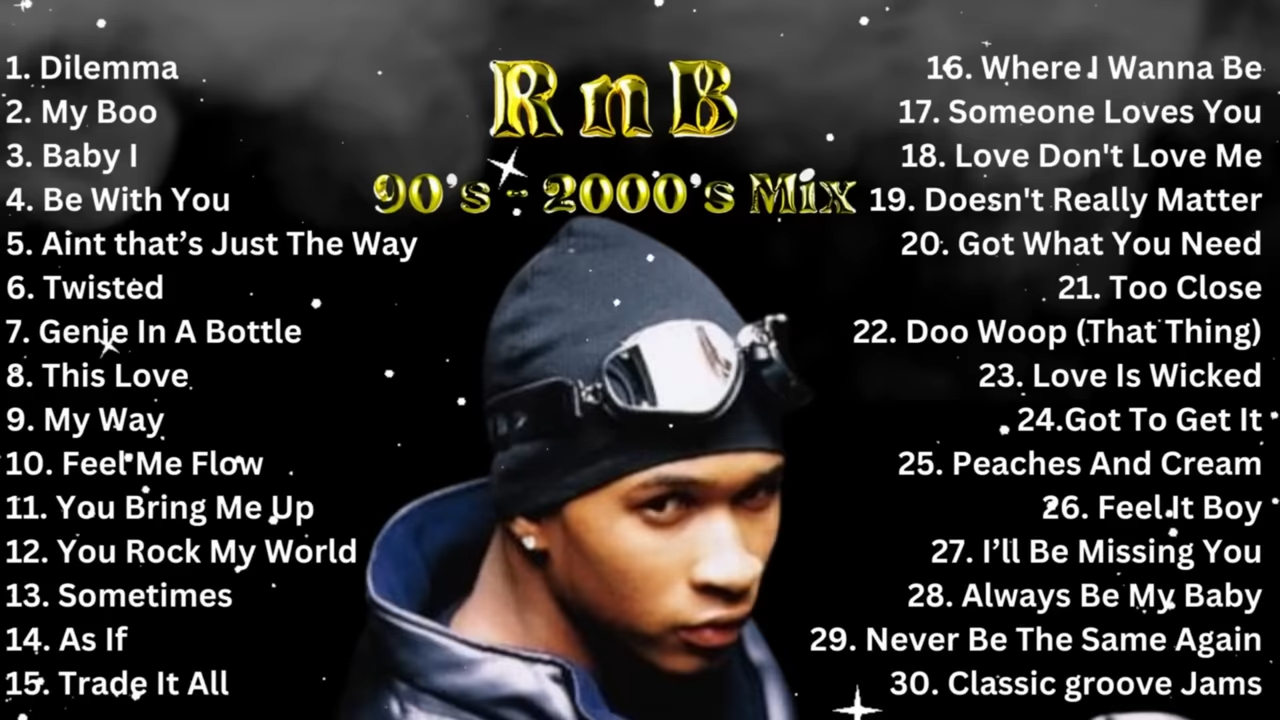 RnB
90's - 2000's Mix
1. Dilemma
2. My Boo
3. Baby I
4. Be With You
5. Aint that’s Just The Way
6. Twisted
7. Genie In A Bottle
8. This Love
9. My Way
10. Feel Me Flow
11. You Bring Me Up
12. You Rock My World
13. Sometimes
14. As If
15. Trade It All
16. Where I Wanna Be
17. Someone Loves You
18. Love Don't Love Me
19. Doesn't Really Matter
20. Got What You Need
21. Too Close
22. Doo Woop (That Thing)
23. Love Is Wicked
24.Got To Get It
25. Peaches And Cream
26. Feel It Boy
27. I’ll Be Missing You
28. Always Be My Baby
29. Never Be The Same Again
30. Classic groove Jams